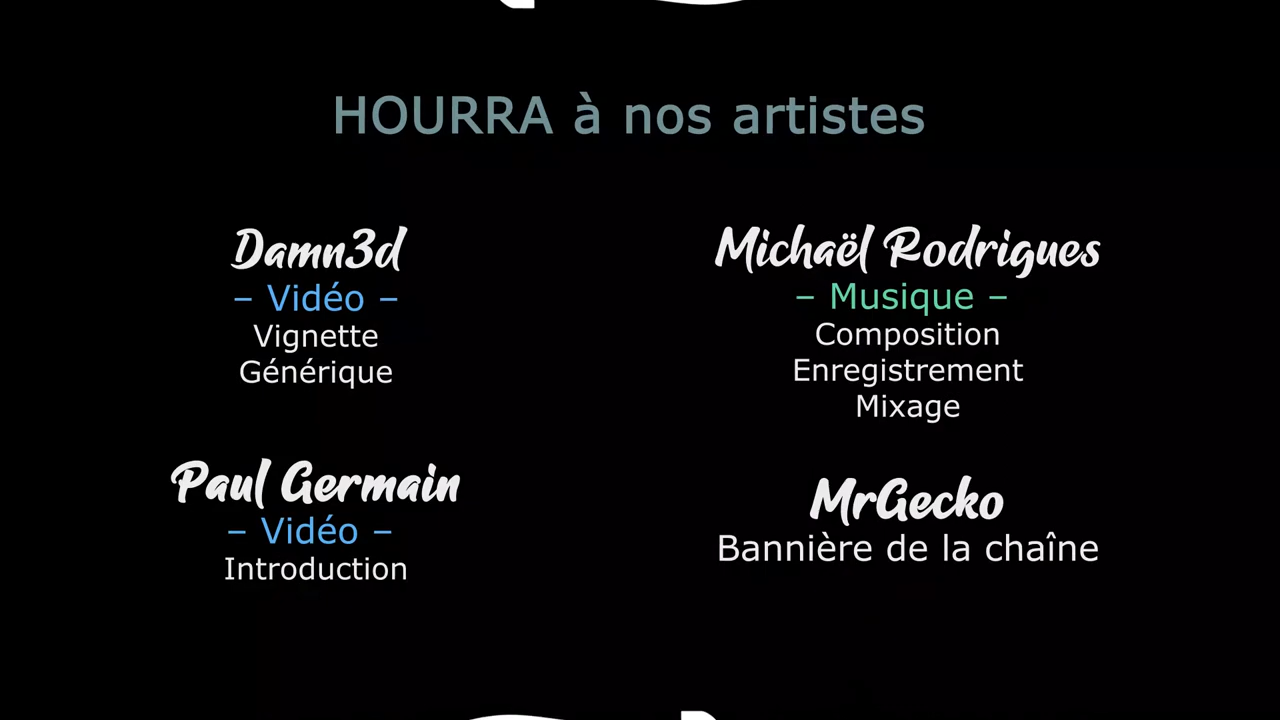 HOURRA à nos artistes
Damn3d
– Vidéo –
Vignette
Générique
Michaël Rodrigues
– Musique –
Composition
Enregistrement
Mixage
Paul Germain
– Vidéo –
Introduction
MrGecko
Bannière de la chaîne